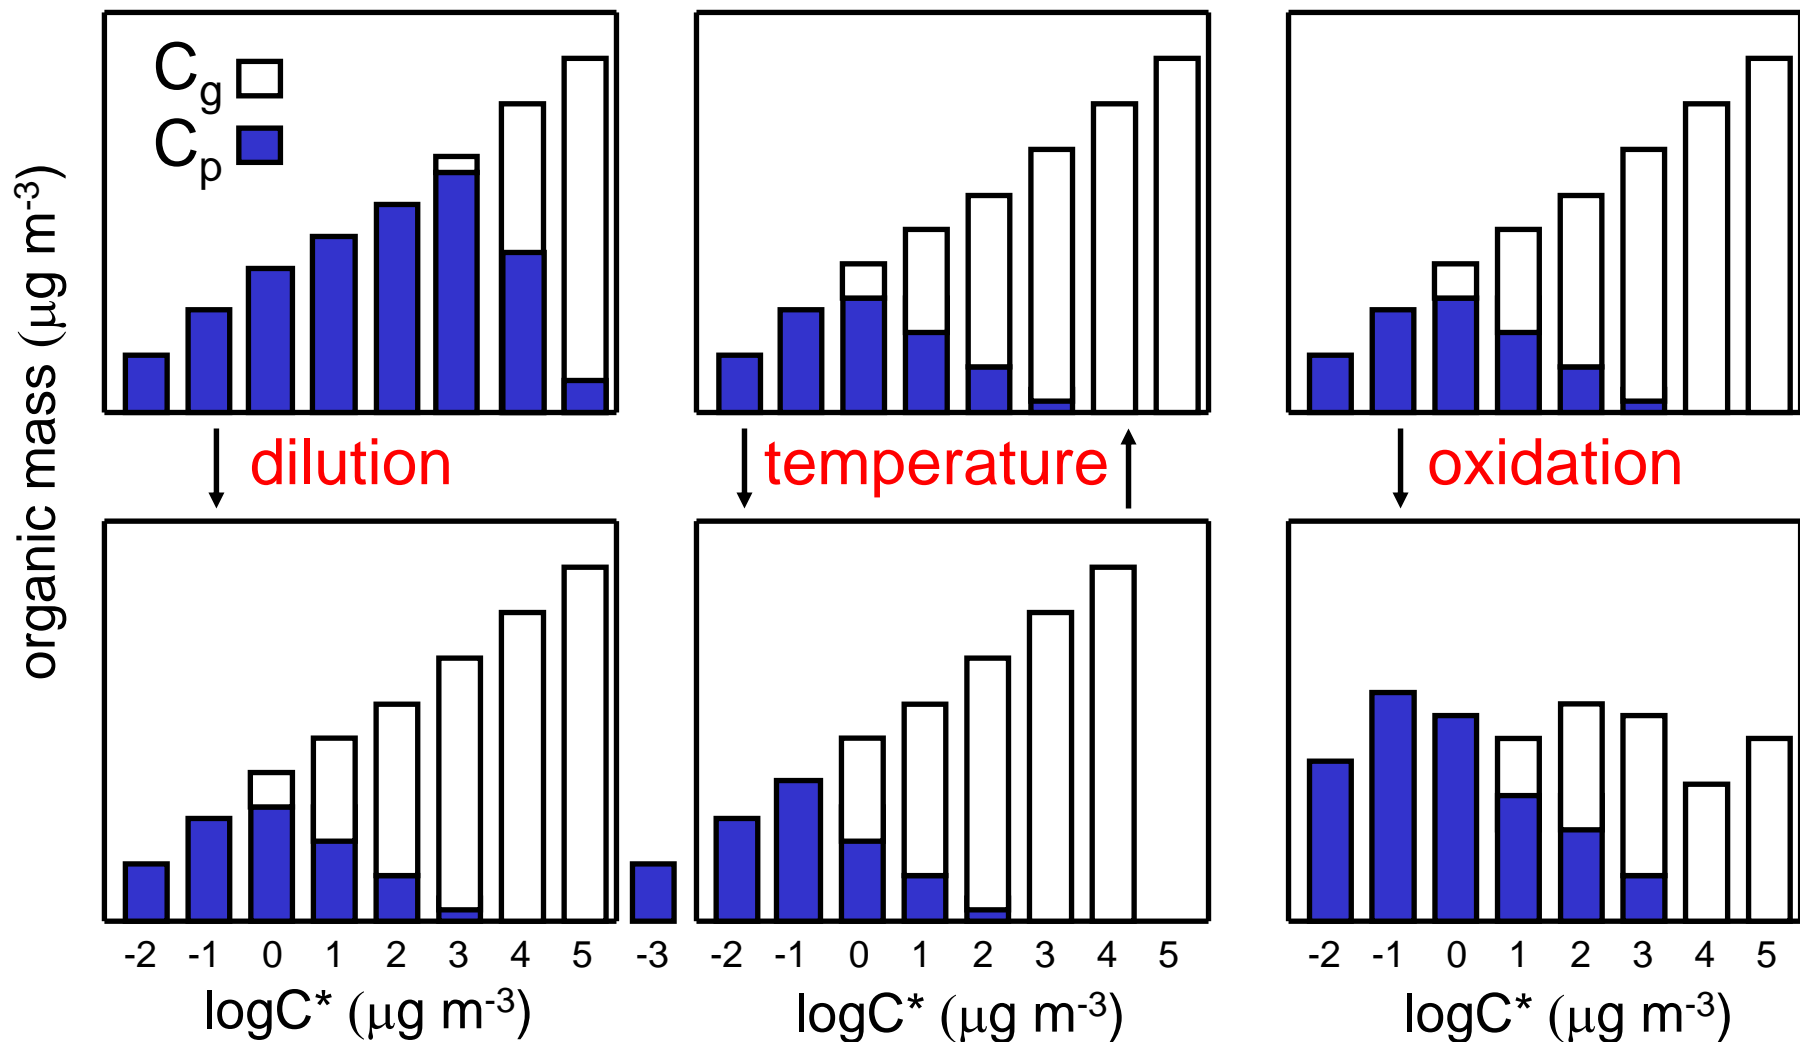 C_g
C_p
organic mass (μg m⁻³)
dilution
temperature
oxidation
-2 -1 0 1 2 3 4 5
-3 -2 -1 0 1 2 3 4 5
-2 -1 0 1 2 3 4 5
logC* (μg m⁻³)
logC* (μg m⁻³)
logC* (μg m⁻³)